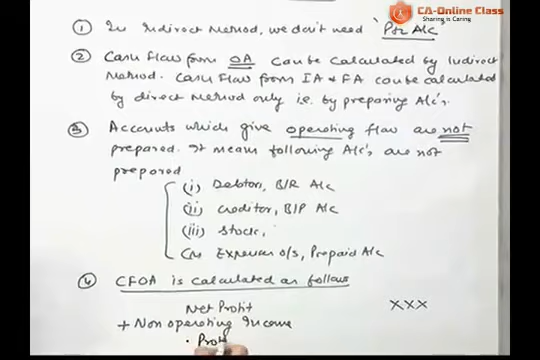 CA-Online Class
Sharing is Caring
① In Indirect Method, we don't need "P&L A/c"
② Cash flow from OA can be calculated by Indirect
Method. Cash flow from IA & FA can be calculated
by direct Method only i.e. by preparing A/c's.
③ Accounts which give operating flow are not
prepared. It means following A/c's are not
prepared
(i) Debtors, B/R A/c
(ii) Creditor, B/P A/c
(iii) Stock,
Expenses o/s, Prepaid A/c
④ CFOA is calculated as follows
Net Profit XXX
+ Non operating Income